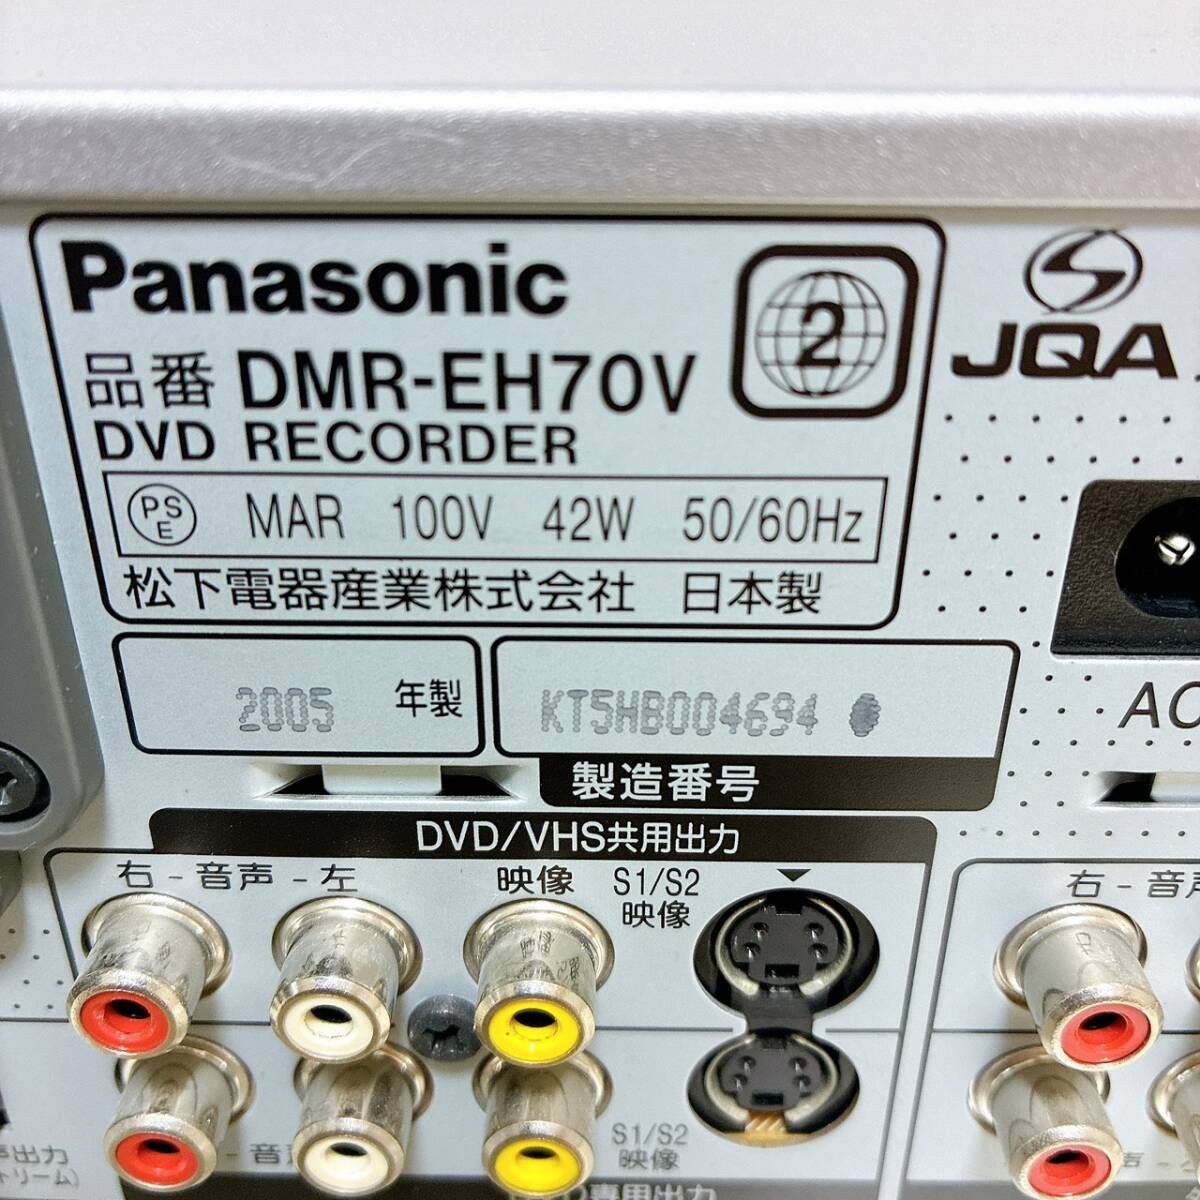 Panasonic
2
品番 DMR-EH70V
DVD RECORDER
PS E MAR 100V 42W 50/60Hz
松下電器産業株式会社 日本製
JQA
2005 年製
KT5HB004694
製造番号
AC
DVD/VHS共用出力
右 - 音声 - 左
映像
S1/S2
映像
右 - 音声
S1/S2
映像